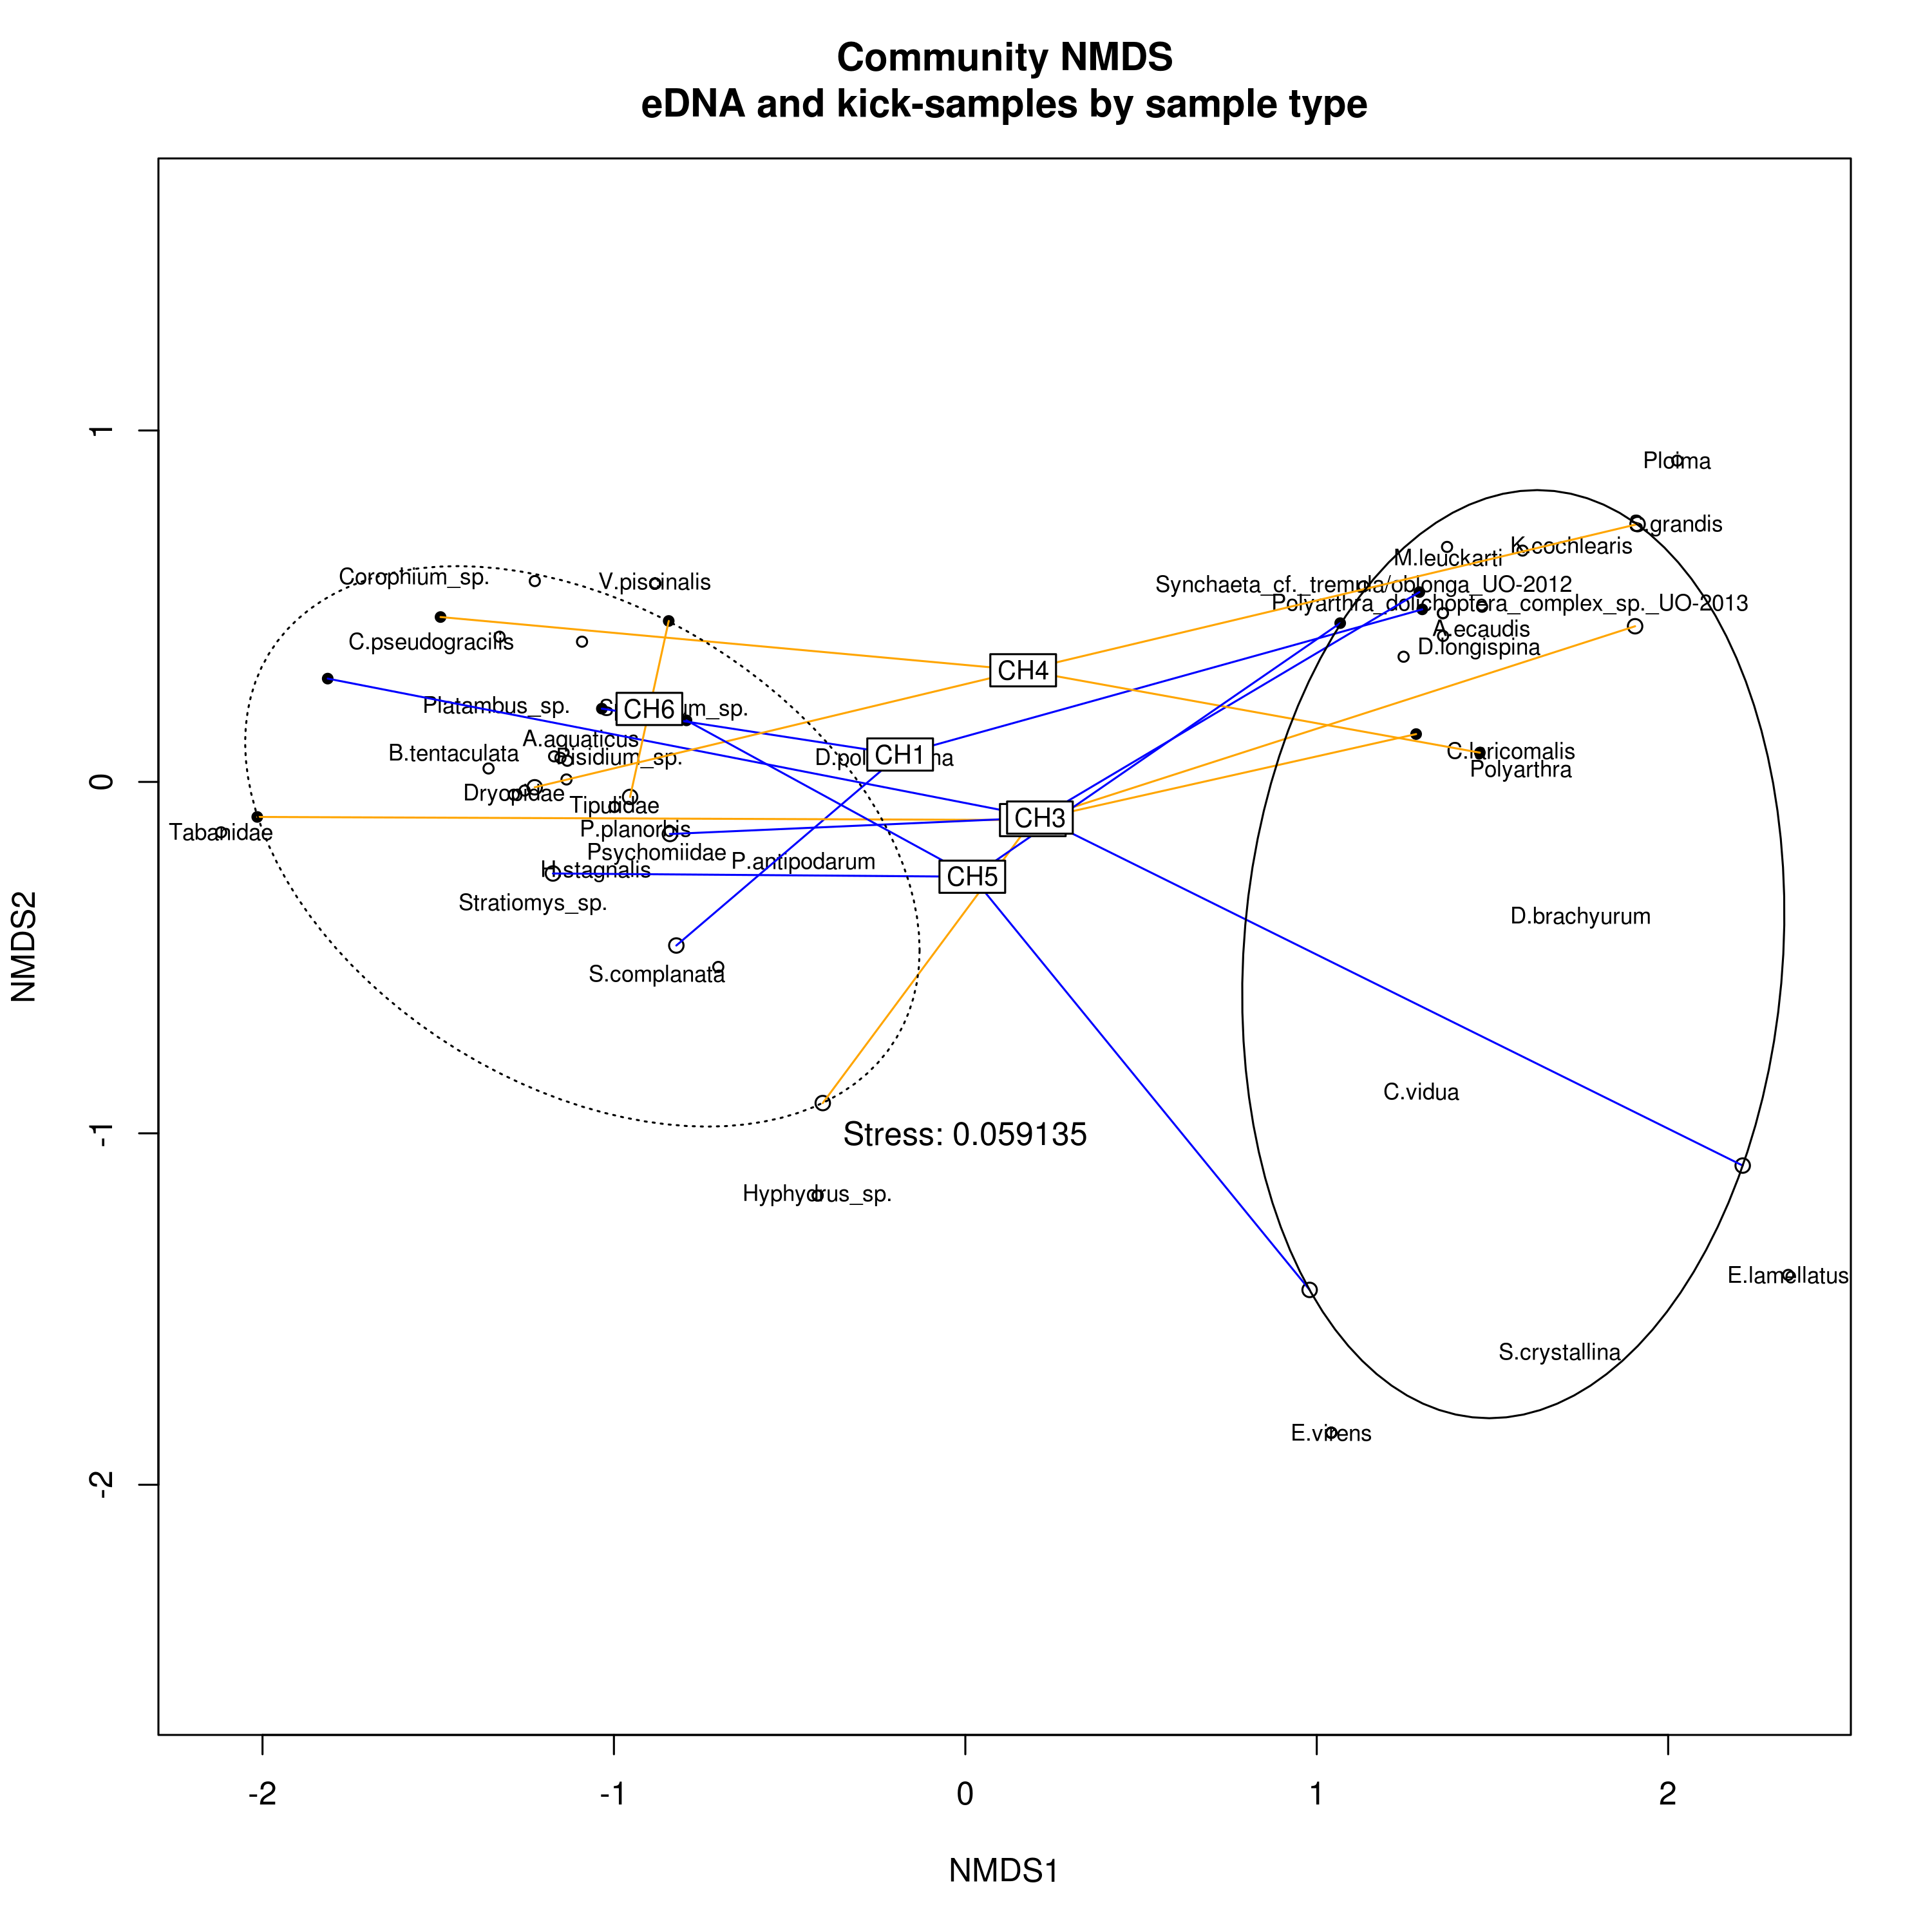 Community NMDS
eDNA and kick-samples by sample type
NMDS2
1
0
-1
-2
Ploima
S.grandis
K.cochlearis
M.leuckarti
Corophium_sp.
V.piscinalis
Synchaeta_cf._tremula/oblonga_UO-2012
Polyarthra_dolichoptera_complex_sp._UO-2013
A.ecaudis
C.pseudogracilis
D.longispina
CH4
Platambus_sp.
CH6
A.aquaticus
B.tentaculata
Pisidium_sp.
CH1
C.laricomalis
Polyarthra
Dryopidae
Tipulidae
CH3
Tabanidae
P.planorbis
Psychomiidae
P.antipodarum
H.stagnalis
CH5
Stratiomys_sp.
D.brachyurum
S.complanata
C.vidua
Stress: 0.059135
Hyphydrus_sp.
E.lamellatus
S.crystallina
E.virens
-2
-1
0
1
2
NMDS1